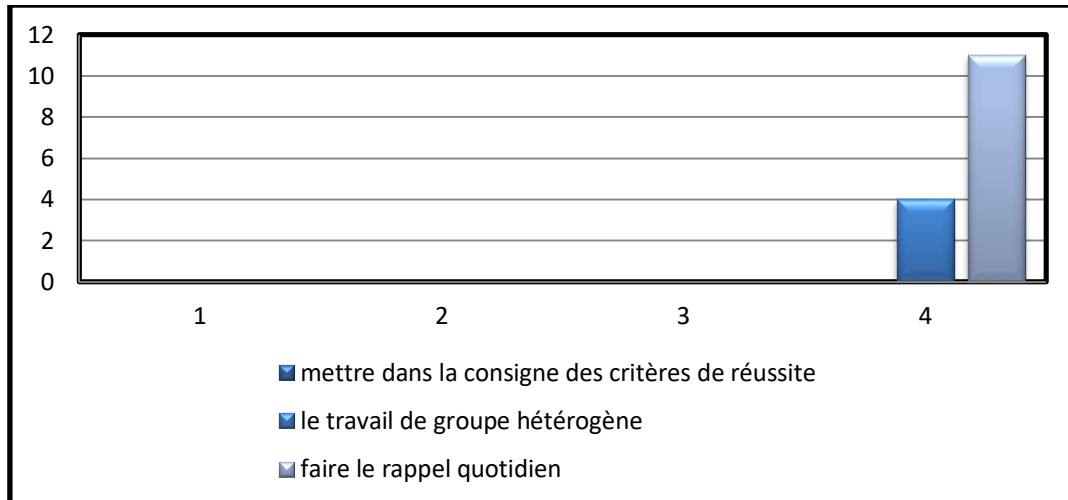 12
10
8
6
4
2
0
1 2 3 4
mettre dans la consigne des critères de réussite
le travail de groupe hétérogène
faire le rappel quotidien